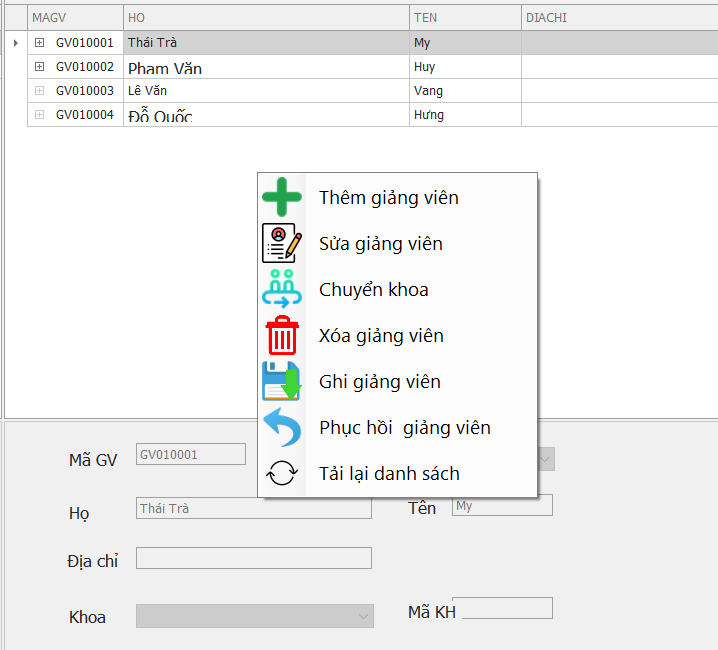 MAGV HO TEN DIACHI
GV010001 Thái Trà My
GV010002 Phạm Văn Huy
GV010003 Lê Văn Vang
GV010004 Đỗ Quốc Hưng
Thêm giảng viên
Sửa giảng viên
Chuyển khoa
Xóa giảng viên
Ghi giảng viên
Phục hồi giảng viên
Tải lại danh sách
Mã GV GV010001
Họ Thái Trà Tên My
Địa chỉ
Khoa Mã KH